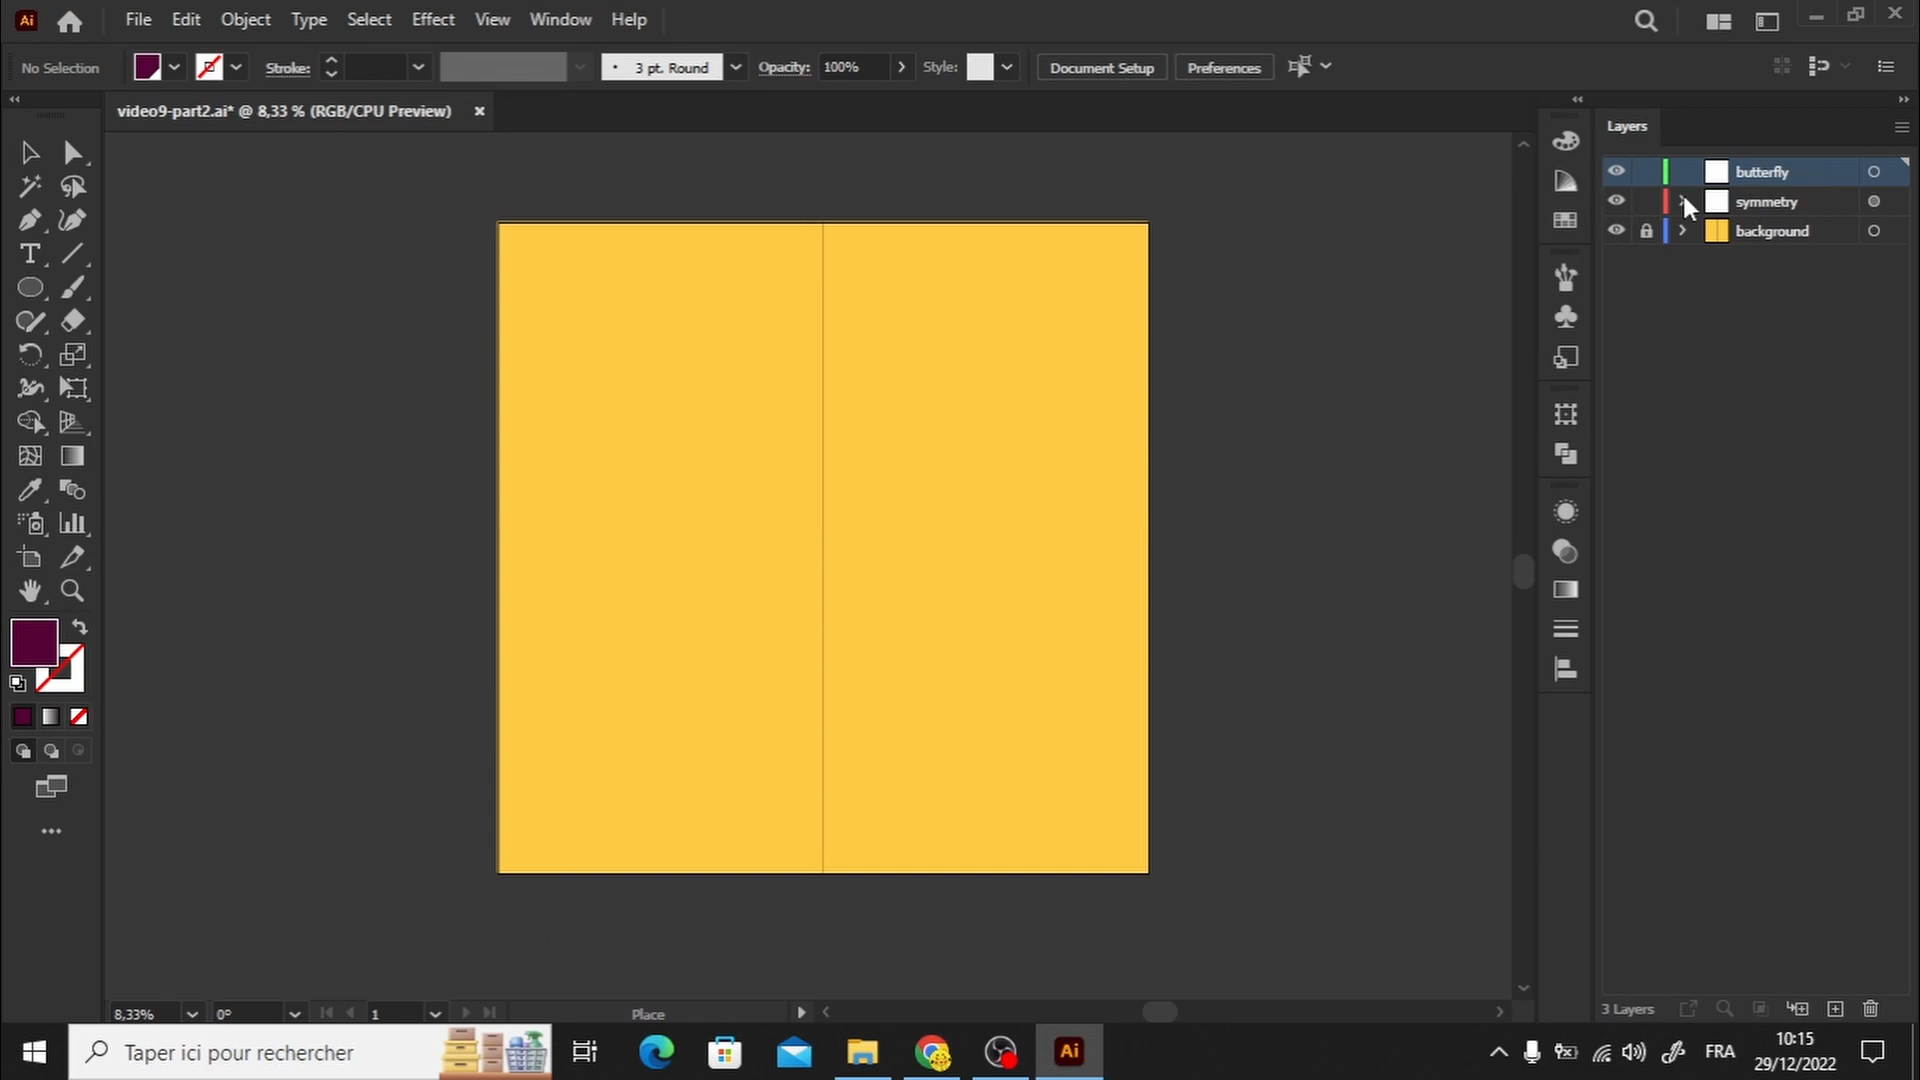 Ai File Edit Object Type Select Effect View Window Help
No Selection Stroke: 3 pt. Round Opacity: 100% Style: Document Setup Preferences
video9-part2.ai* @ 8,33 % (RGB/CPU Preview)
Layers
butterfly
symmetry
background
8,33% 0° 1 Place
3 Layers
Taper ici pour rechercher
Ai
FRA
10:15
29/12/2022